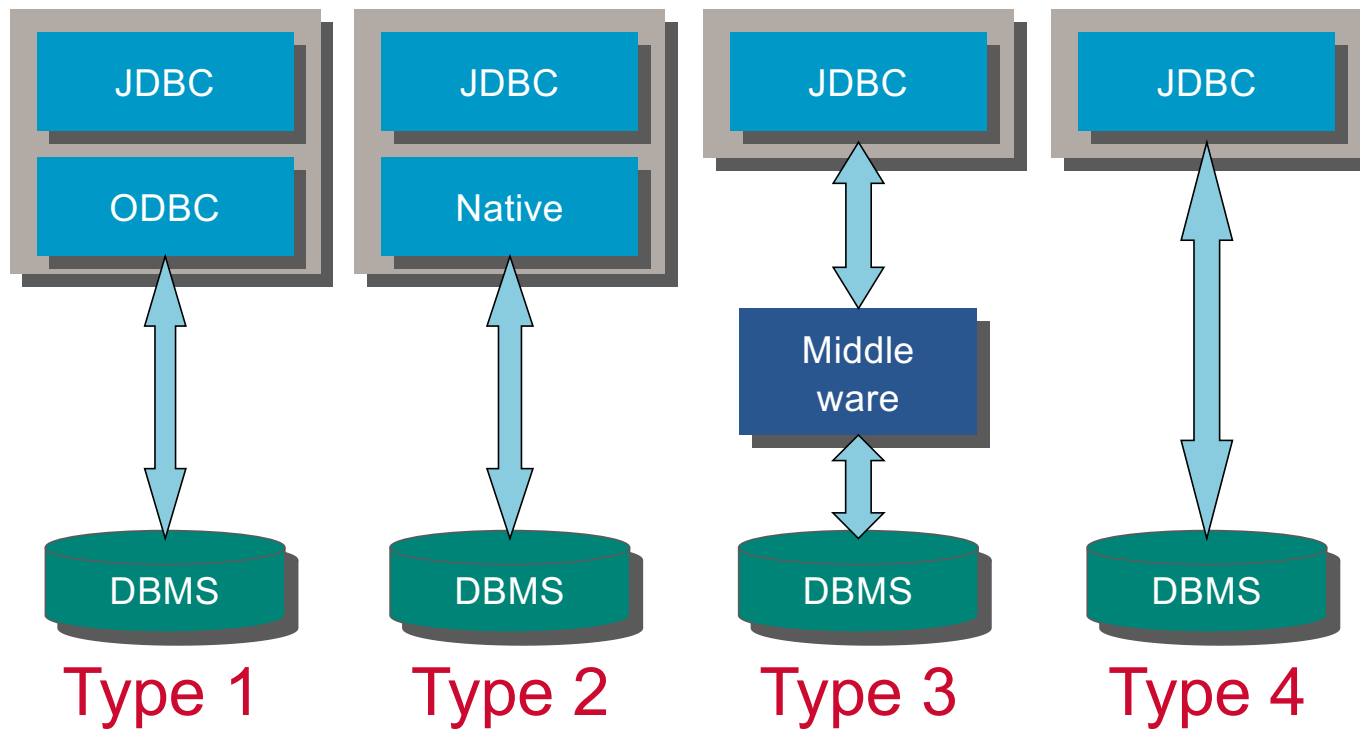 JDBC
ODBC
DBMS
Type 1
JDBC
Native
DBMS
Type 2
JDBC
Middle
ware
DBMS
Type 3
JDBC
DBMS
Type 4